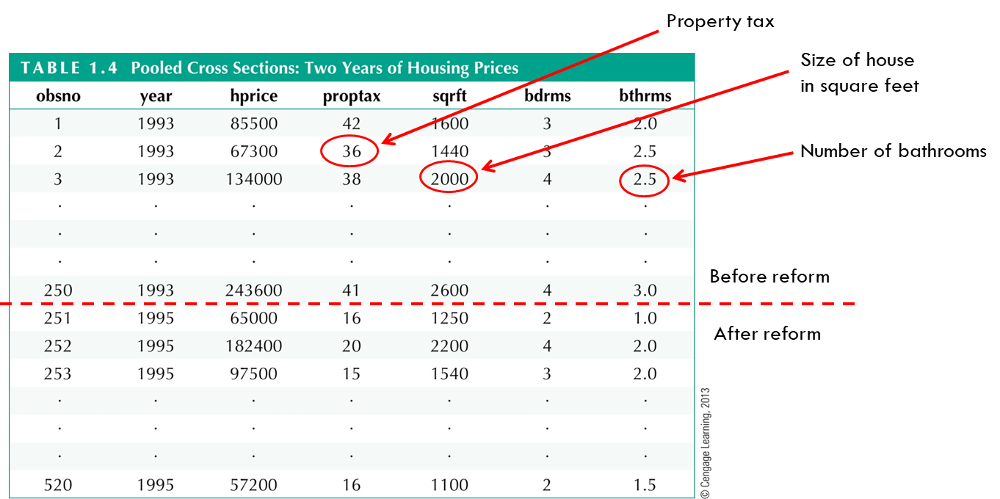 Property tax
Size of house
in square feet
Number of bathrooms
TABLE 1.4 Pooled Cross Sections: Two Years of Housing Prices
obsno year hprice proptax sqrft bdrms bthrms
1 1993 85500 42 1600 3 2.0
2 1993 67300 36 1440 3 2.5
3 1993 134000 38 2000 4 2.5
. . . . . . .
. . . . . . .
. . . . . . .
250 1993 243600 41 2600 4 3.0
Before reform
251 1995 65000 16 1250 2 1.0
After reform
252 1995 182400 20 2200 4 2.0
253 1995 97500 15 1540 3 2.0
. . . . . . .
. . . . . . .
. . . . . . .
520 1995 57200 16 1100 2 1.5
© Cengage Learning, 2013